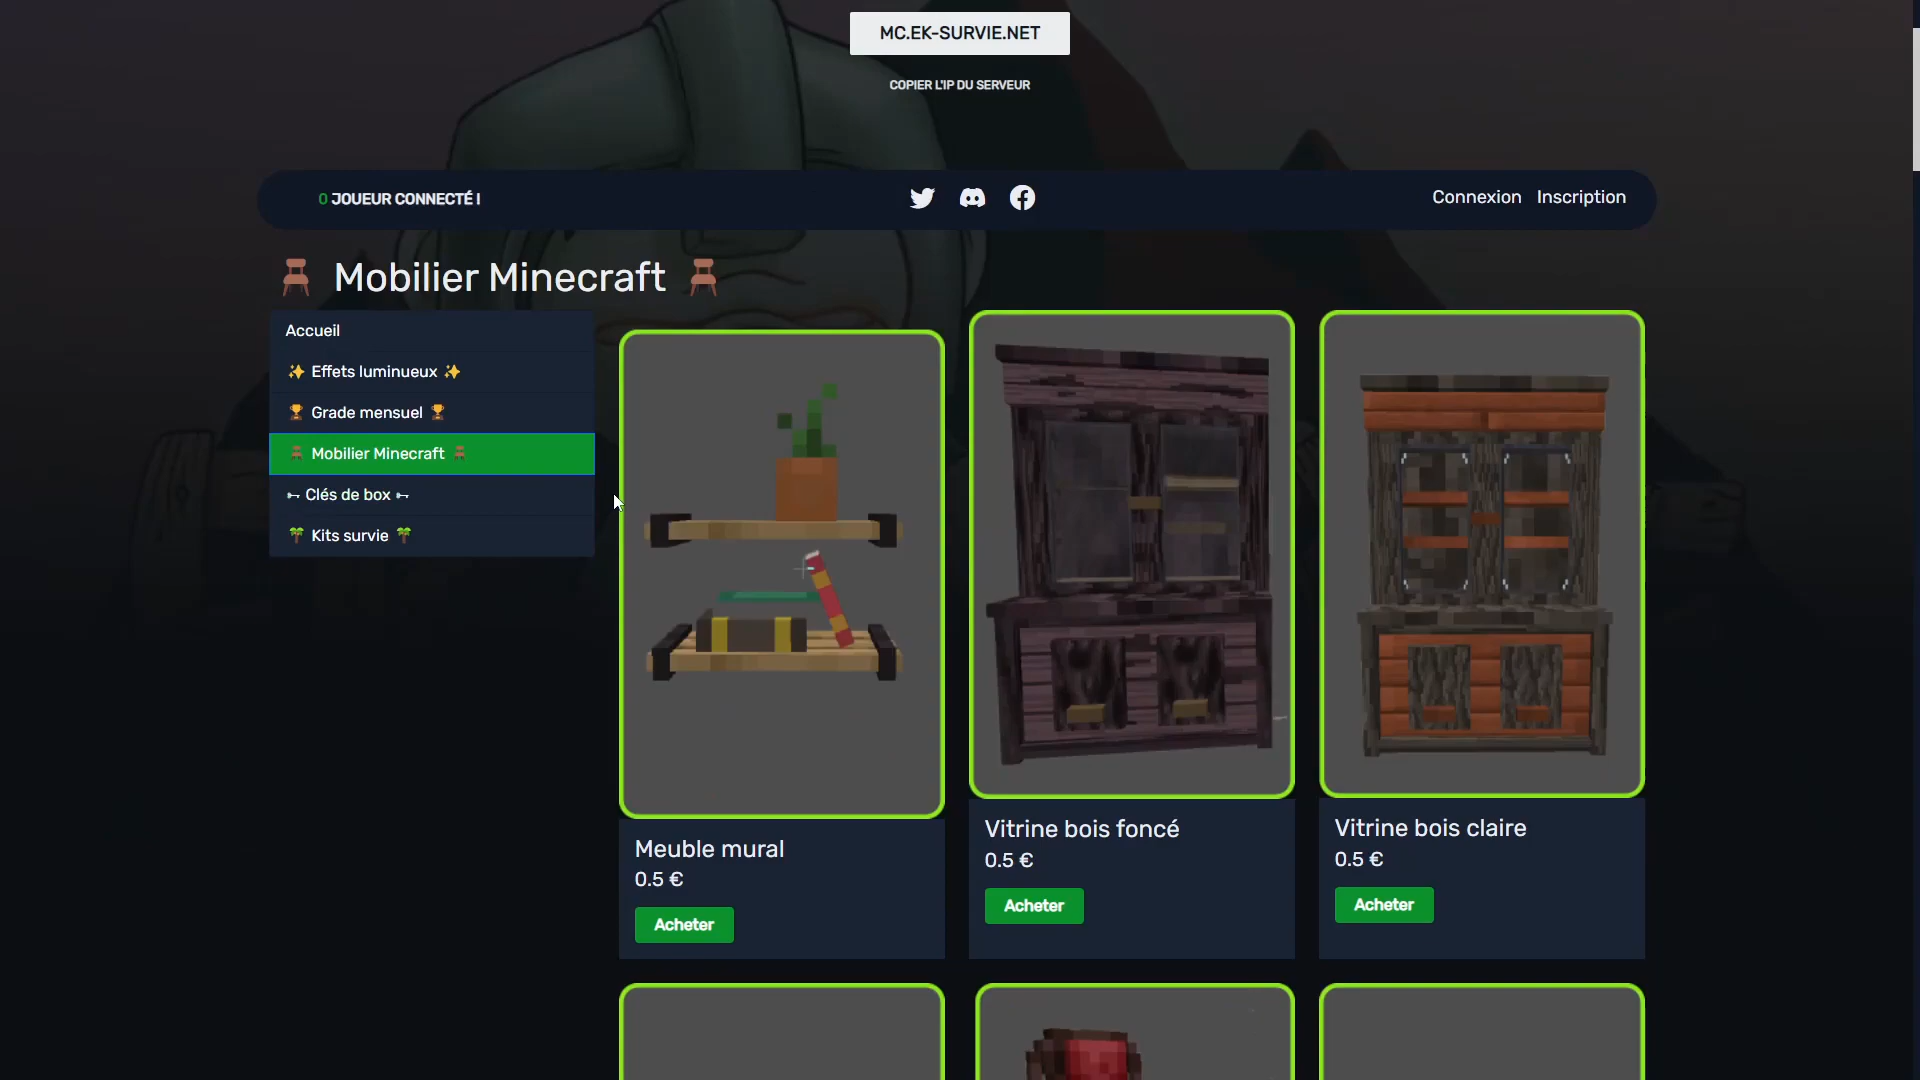 MC.EK-SURVIE.NET
COPIER L'IP DU SERVEUR
0 JOUEUR CONNECTÉ !
Connexion Inscription
Mobilier Minecraft
Accueil
✨ Effets luminueux ✨
🏆 Grade mensuel 🏆
🪑 Mobilier Minecraft 🪑
🗝 Clés de box 🗝
🌴 Kits survie 🌴
Meuble mural
0.5 €
Acheter
Vitrine bois foncé
0.5 €
Acheter
Vitrine bois claire
0.5 €
Acheter